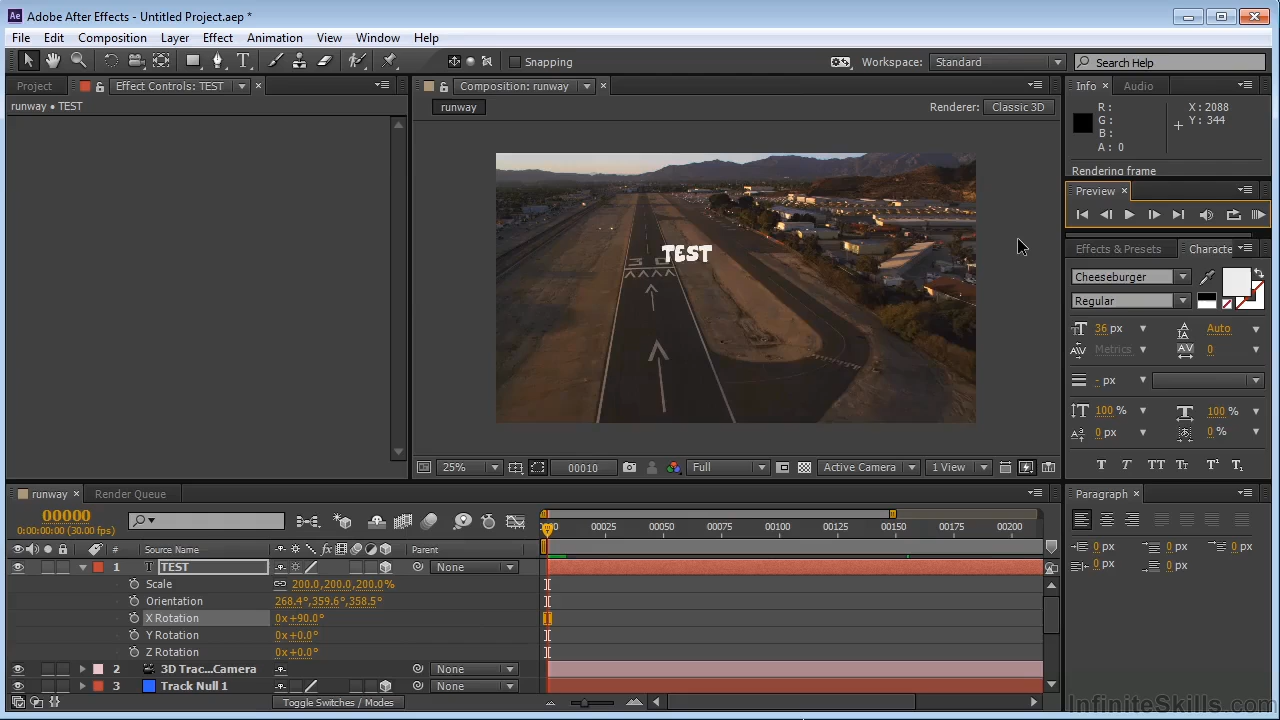 Adobe After Effects - Untitled Project.aep *
File Edit Composition Layer Effect Animation View Window Help
Snapping
Workspace: Standard
Search Help
Project
Effect Controls: TEST
runway • TEST
Composition: runway
runway
Renderer: Classic 3D
TEST
25%
00010
Full
Active Camera
1 View
Info
Audio
R:
G:
B:
A: 0
X: 2088
Y: 344
Rendering frame
Preview
Effects & Presets
Characte
Cheeseburger
Regular
36 px
Auto
Metrics
0
- px
100 %
100 %
0 px
0 %
Paragraph
0 px
0 px
0 px
0 px
0 px
runway
Render Queue
00000
0:00:00:00 (30.00 fps)
00025 00050 00075 00100 00125 00150 00175 00200
# Source Name
Parent
1 T TEST None
Scale 200.0,200.0,200.0%
Orientation 268.4°,359.6°,358.5°
X Rotation 0x+90.0°
Y Rotation 0x+0.0°
Z Rotation 0x+0.0°
2 3D Trac...Camera None
3 Track Null 1 None
Toggle Switches / Modes
InfiniteSkills.com